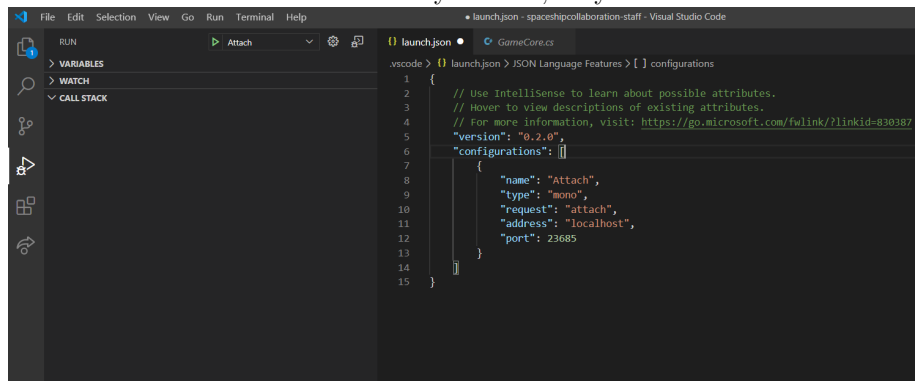 File Edit Selection View Go Run Terminal Help
● launch.json - spaceshipcollaboration-staff - Visual Studio Code
RUN
Attach
1
VARIABLES
WATCH
CALL STACK
{} launch.json ●
GameCore.cs
.vscode > {} launch.json > JSON Language Features > [ ] configurations
1 {
2 // Use IntelliSense to learn about possible attributes.
3 // Hover to view descriptions of existing attributes.
4 // For more information, visit: https://go.microsoft.com/fwlink/?linkid=830387
5 "version": "0.2.0",
6 "configurations": [
7 {
8 "name": "Attach",
9 "type": "mono",
10 "request": "attach",
11 "address": "localhost",
12 "port": 23685
13 }
14 ]
15 }